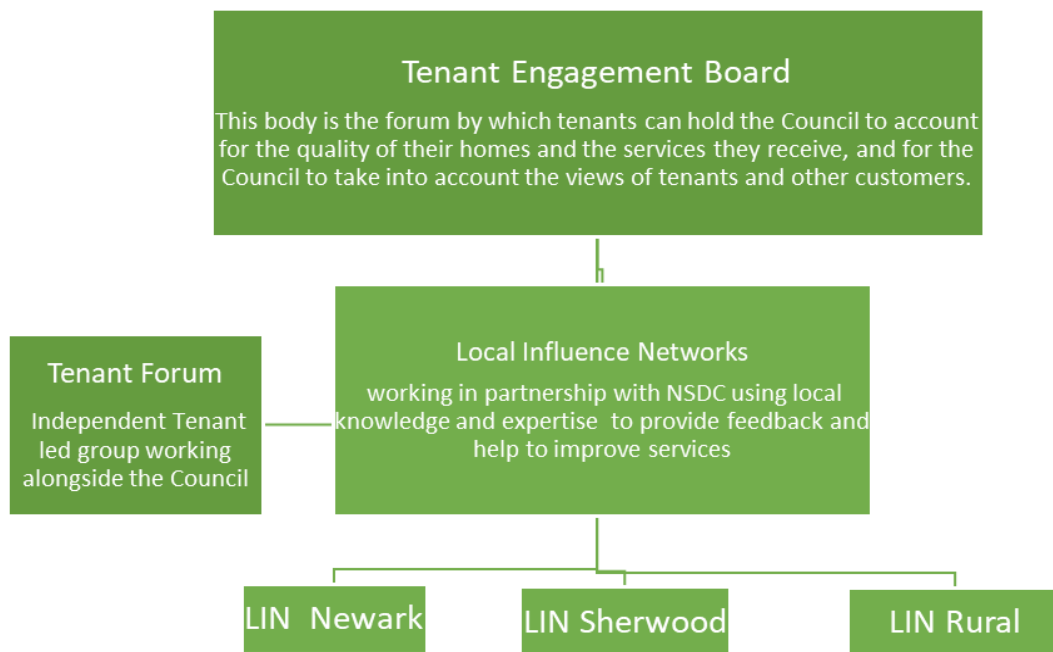 Tenant Engagement Board
This body is the forum by which tenants can hold the Council to account
for the quality of their homes and the services they receive, and for the
Council to take into account the views of tenants and other customers.
Local Influence Networks
working in partnership with NSDC using local
knowledge and expertise  to provide feedback and
help to improve services
Tenant Forum
Independent Tenant
led group working
alongside the Council
LIN  Newark
LIN Sherwood
LIN Rural